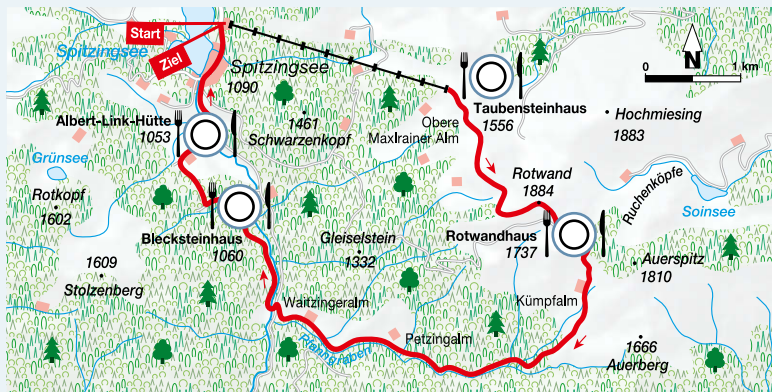 Start
Ziel
Spitzingsee
Spitzingsee
1090
N
0 1 km
Taubensteinhaus
1556
Hochmiesing
1883
Albert-Link-Hütte
1053
1461
Schwarzenkopf
Obere
Maxlrainer Alm
Grünsee
Rotkopf
1602
Rotwand
1884
Ruchenköpfe
Soinsee
Blecksteinhaus
1060
Gleiselstein
1332
Rotwandhaus
1737
Auerspitz
1810
1609
Stolzenberg
Waitzingeralm
Kümpfalm
Pfanngraben
Petzingalm
1666
Auerberg